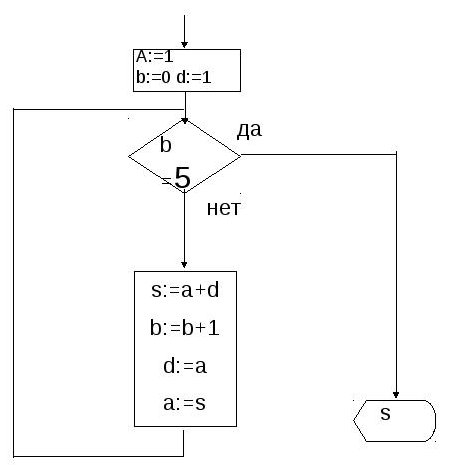 A:=1
b:=0 d:=1
b
=5
да
нет
s:=a+d
b:=b+1
d:=a
a:=s
s